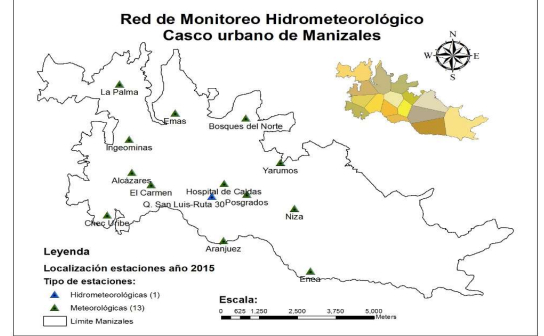 Red de Monitoreo Hidrometeorológico
Casco urbano de Manizales
N
W
E
S
La Palma
Emas
Bosques del Norte
Ingeominas
Yarumos
Alcázares
El Carmen
Hospital de Caldas
Q. San Luis-Ruta 30
Posgrados
Niza
Chec Uribe
Aranjuez
Enea
Leyenda
Localización estaciones año 2015
Tipo de estaciones:
Hidrometeorológicas (1)
Meteorológicas (13)
Límite Manizales
Escala:
0 625 1,250 2,500 3,750 5,000
Meters